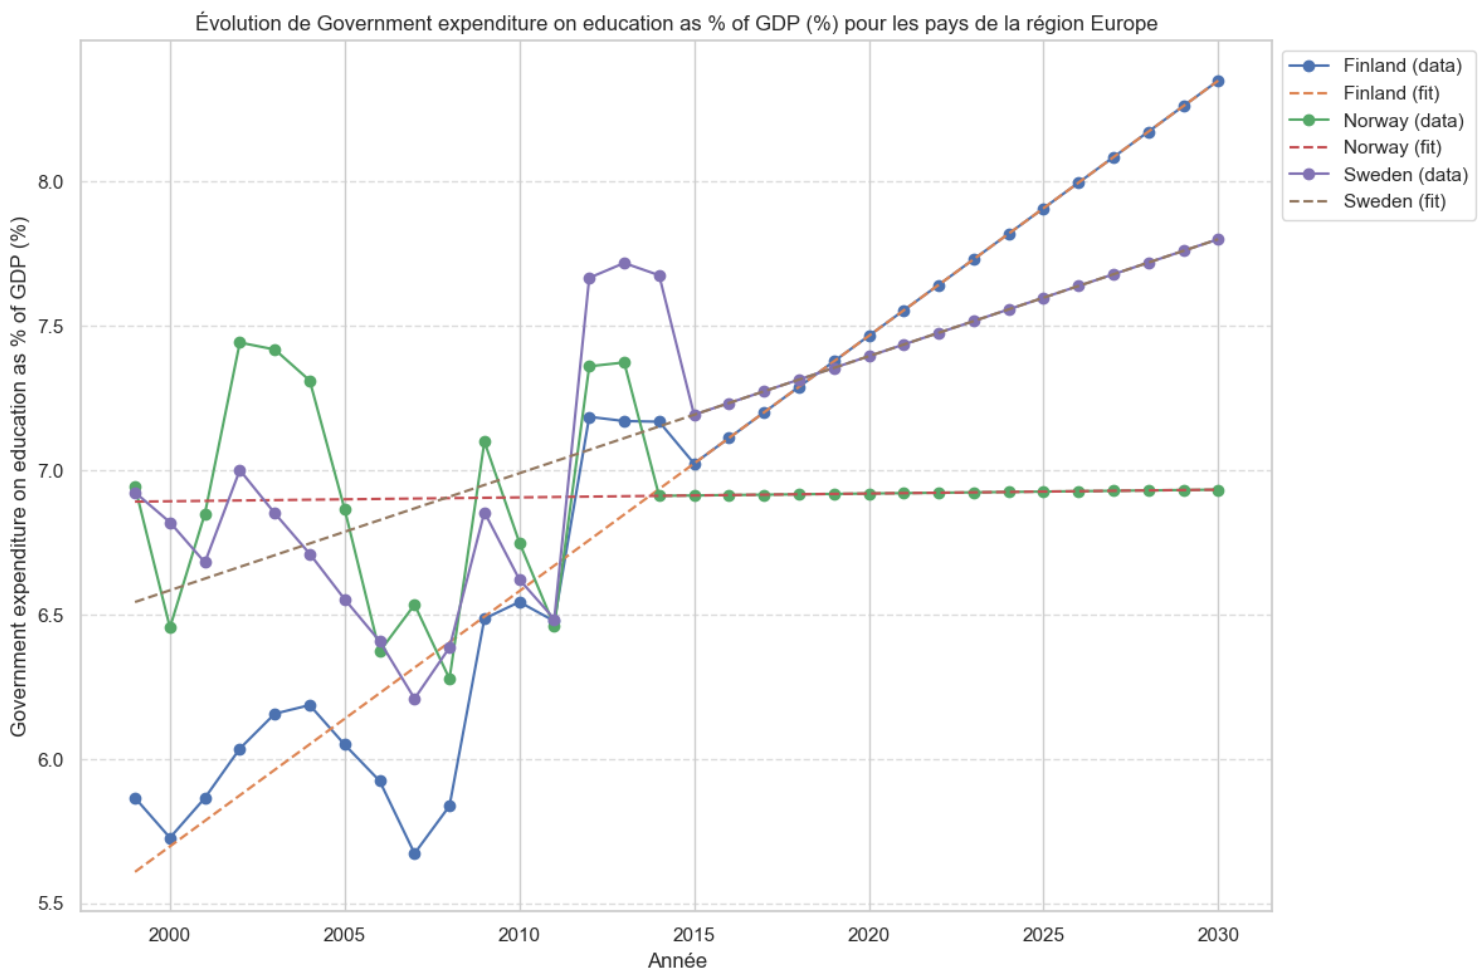 Évolution de Government expenditure on education as % of GDP (%) pour les pays de la région Europe
Finland (data)
Finland (fit)
Norway (data)
Norway (fit)
Sweden (data)
Sweden (fit)
Government expenditure on education as % of GDP (%)
8.0
7.5
7.0
6.5
6.0
5.5
2000
2005
2010
2015
2020
2025
2030
Année